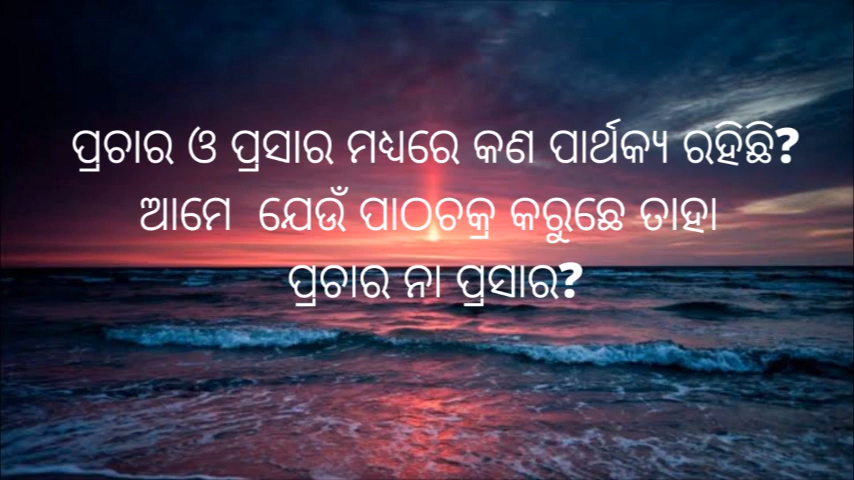 ପ୍ରଚାର ଓ ପ୍ରସାର ମଧ୍ୟରେ କଣ ପାର୍ଥକ୍ୟ ରହିଛି?
ଆମେ ଯେଉଁ ପାଠଚକ୍ର କରୁଛେ ତାହା
ପ୍ରଚାର ନା ପ୍ରସାର?